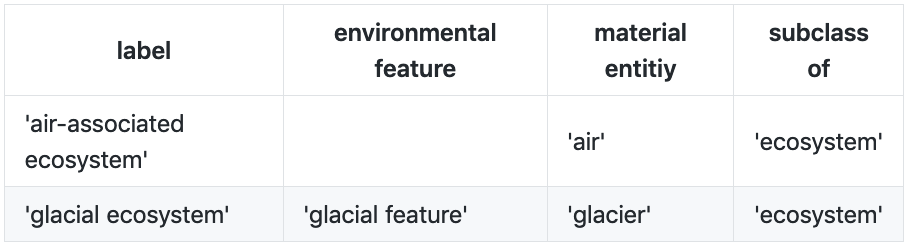 label
environmental
feature
material
entitiy
subclass
of
'air-associated
ecosystem'
'air'
'ecosystem'
'glacial ecosystem'
'glacial feature'
'glacier'
'ecosystem'